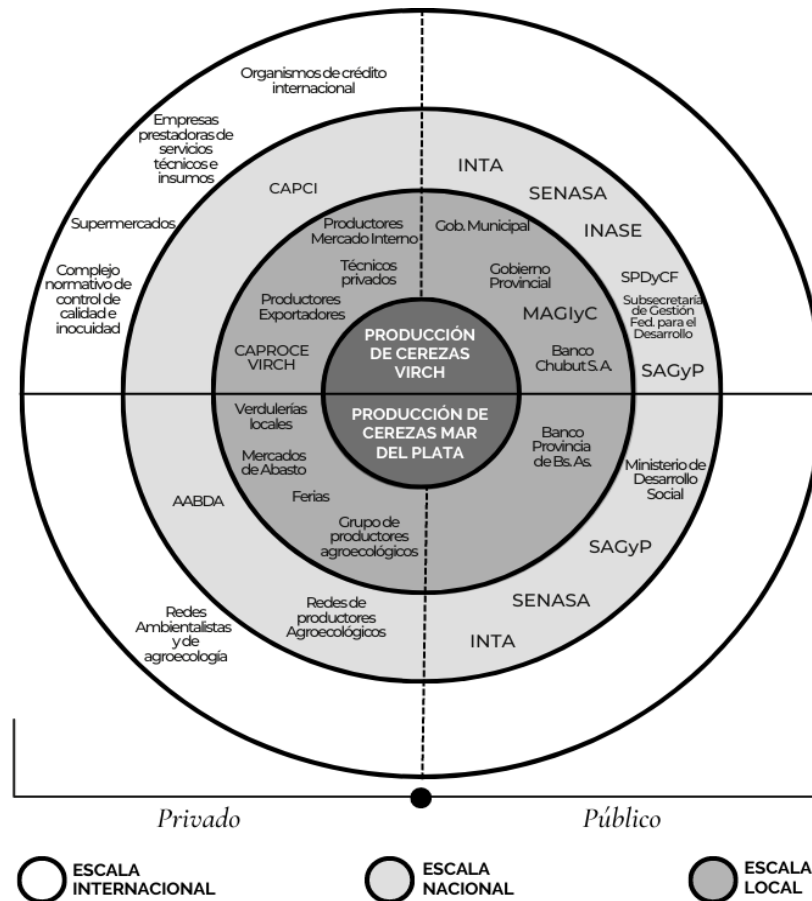 Organismos de crédito
internacional
Empresas
prestadoras de
servicios
técnicos e
insumos
Supermercados
Complejo
normativo de
control de
calidad e
inocuidad
CAPCI
Productores
Mercado Interno
Técnicos
privados
Productores
Exportadores
CAPROCE
VIRCH
INTA
SENASA
INASE
SPDyCF
Subsecretaría
de Gestión
Fed. para el
Desarrollo
SAGyP
Gob. Municipal
Gobierno
Provincial
MAGIyC
Banco
Chubut S. A.
PRODUCCIÓN
DE CEREZAS
VIRCH
PRODUCCIÓN DE
CEREZAS MAR
DEL PLATA
Verdulerías
locales
Mercados
de Abasto
Ferias
Grupo de
productores
agroecológicos
AABDA
Redes de
productores
Agroecológicos
Redes
Ambientalistas
y de
agroecología
Banco
Provincia
de Bs. As.
Ministerio de
Desarrollo
Social
SAGyP
SENASA
INTA
Privado
Público
ESCALA
INTERNACIONAL
ESCALA
NACIONAL
ESCALA
LOCAL